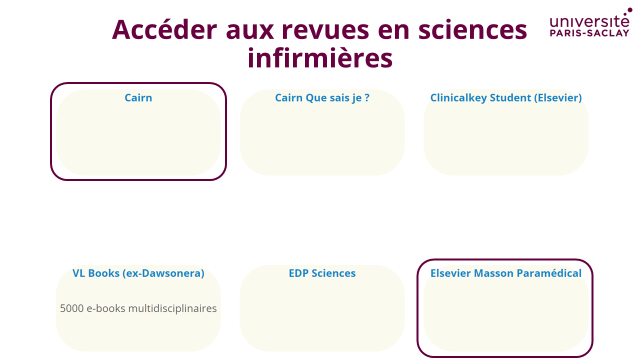 Accéder aux revues en sciences
infirmières
université
PARIS-SACLAY
Cairn
Cairn Que sais je ?
Clinicalkey Student (Elsevier)
VL Books (ex-Dawsonera)
5000 e-books multidisciplinaires
EDP Sciences
Elsevier Masson Paramédical